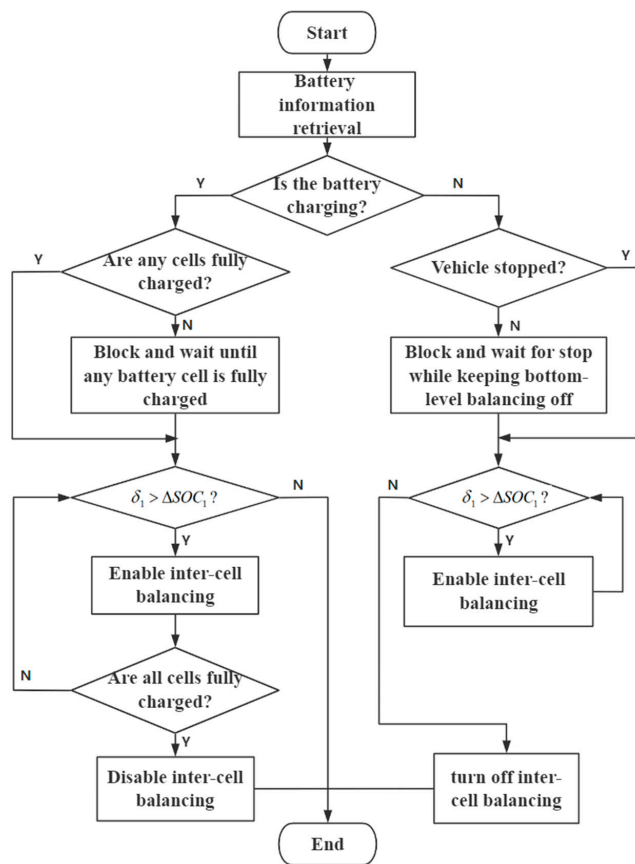 Start
Battery
information
retrieval
Is the battery
charging?
Y
N
Are any cells fully
charged?
Y
N
Vehicle stopped?
Y
N
Block and wait until
any battery cell is fully
charged
Block and wait for stop
while keeping bottom-
level balancing off
δ₁ > ΔSOC₁ ?
N
Y
N
δ₁ > ΔSOC₁ ?
Y
Enable inter-cell
balancing
Enable inter-cell
balancing
N
Are all cells fully
charged?
Y
Disable inter-cell
balancing
turn off inter-
cell balancing
End